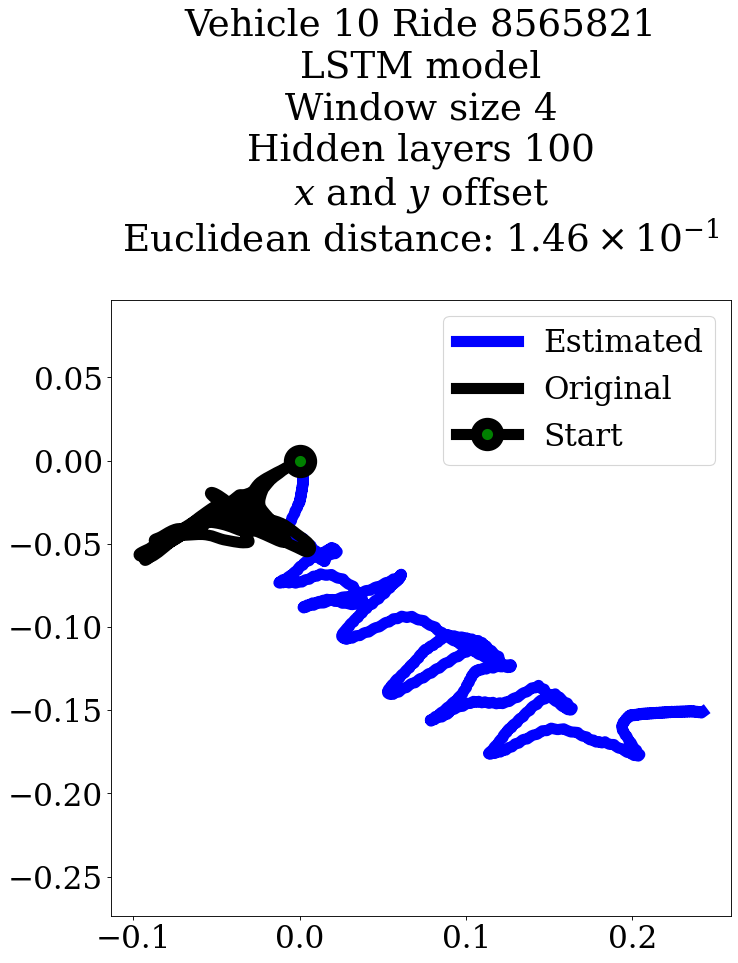 Vehicle 10 Ride 8565821
LSTM model
Window size 4
Hidden layers 100
x and y offset
Euclidean distance: 1.46 × 10⁻¹
Estimated
Original
Start
0.05
0.00
−0.05
−0.10
−0.15
−0.20
−0.25
−0.1 0.0 0.1 0.2